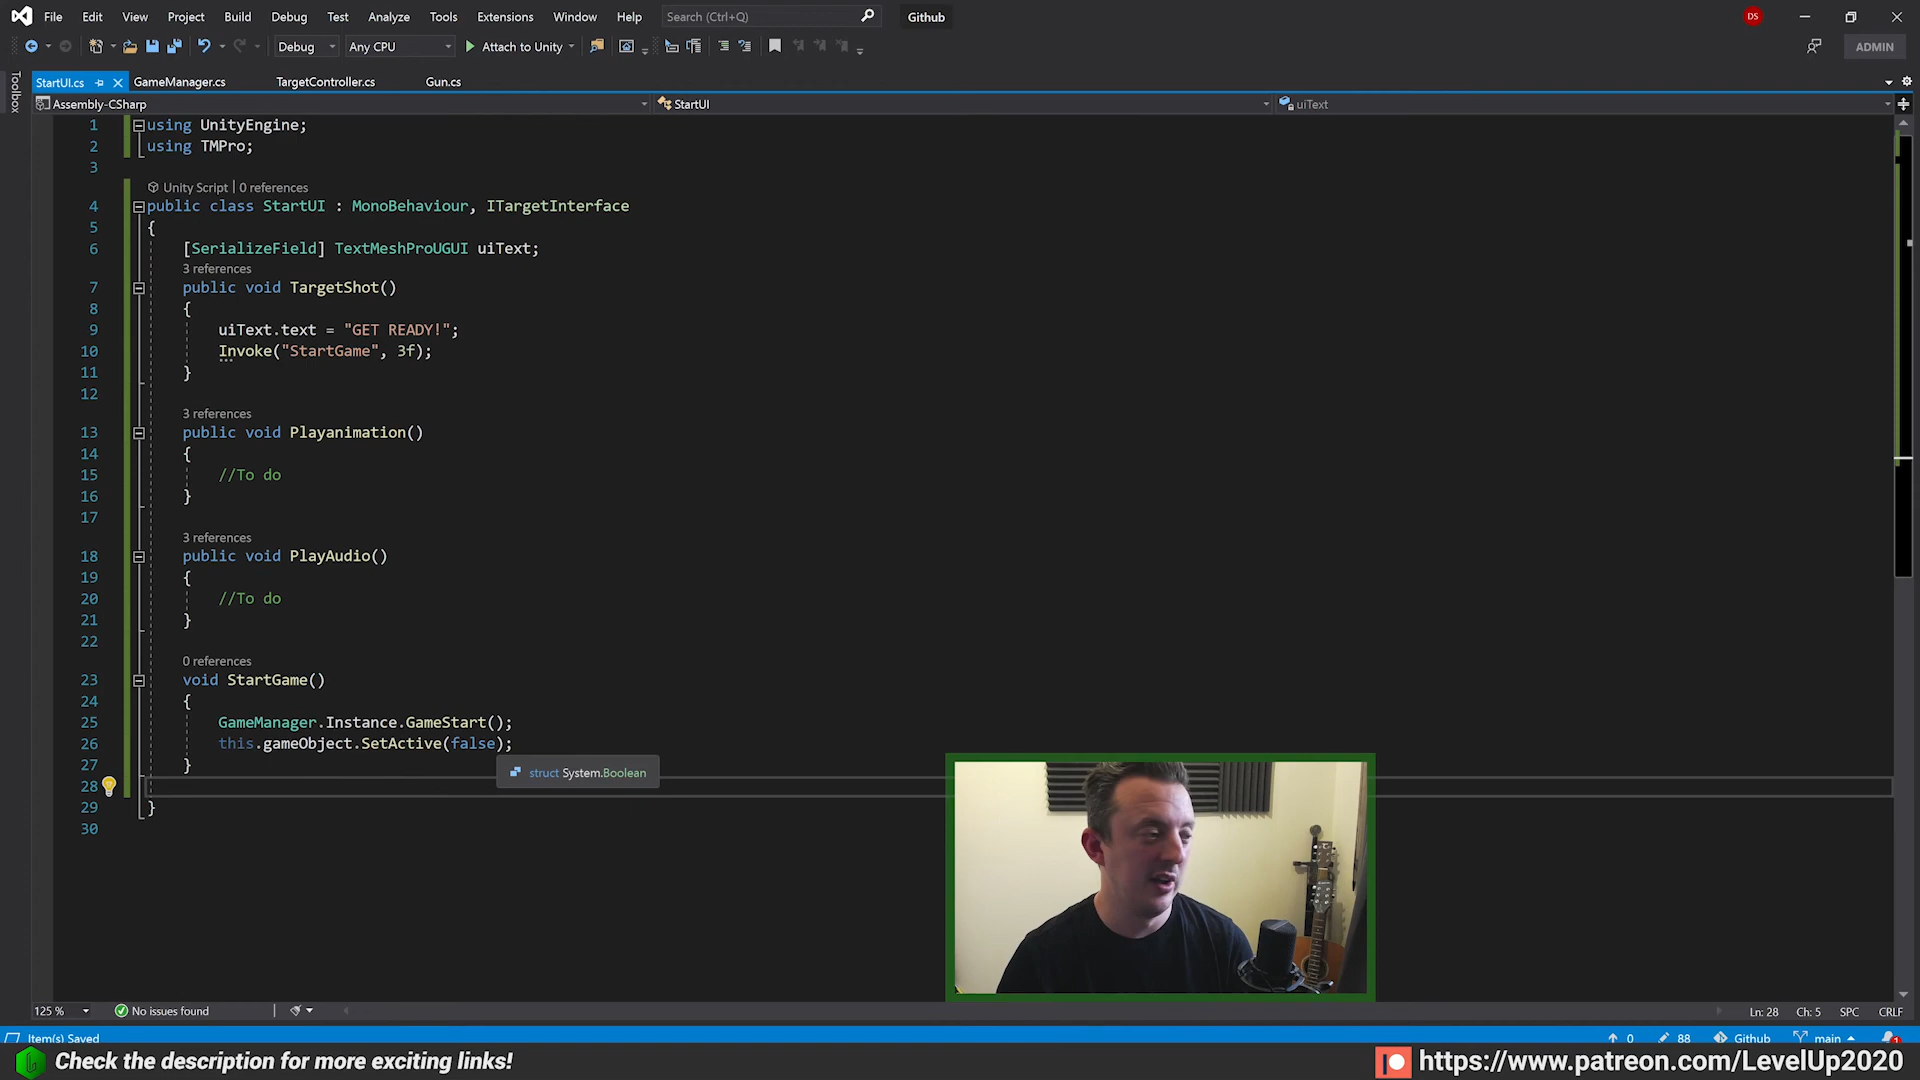 File Edit View Project Build Debug Test Analyze Tools Extensions Window Help Search (Ctrl+Q) Github DS
Debug Any CPU Attach to Unity ADMIN
Toolbox
StartUI.cs GameManager.cs TargetController.cs Gun.cs
Assembly-CSharp StartUI uiText
1 using UnityEngine;
2 using TMPro;
3
Unity Script | 0 references
4 public class StartUI : MonoBehaviour, ITargetInterface
5 {
6 [SerializeField] TextMeshProUGUI uiText;
3 references
7 public void TargetShot()
8 {
9 uiText.text = "GET READY!";
10 Invoke("StartGame", 3f);
11 }
12
3 references
13 public void Playanimation()
14 {
15 //To do
16 }
17
3 references
18 public void PlayAudio()
19 {
20 //To do
21 }
22
0 references
23 void StartGame()
24 {
25 GameManager.Instance.GameStart();
26 this.gameObject.SetActive(false);
27 }
struct System.Boolean
28
29 }
30
125 % No issues found Ln: 28 Ch: 5 SPC CRLF
Item(s) Saved 0 88 Github main 1
Check the description for more exciting links! https://www.patreon.com/LevelUp2020